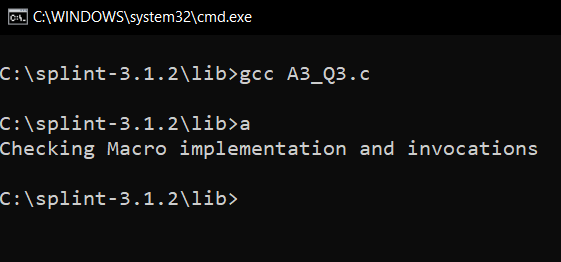 C:\WINDOWS\system32\cmd.exe
C:\splint-3.1.2\lib>gcc A3_Q3.c
C:\splint-3.1.2\lib>a
Checking Macro implementation and invocations
C:\splint-3.1.2\lib>